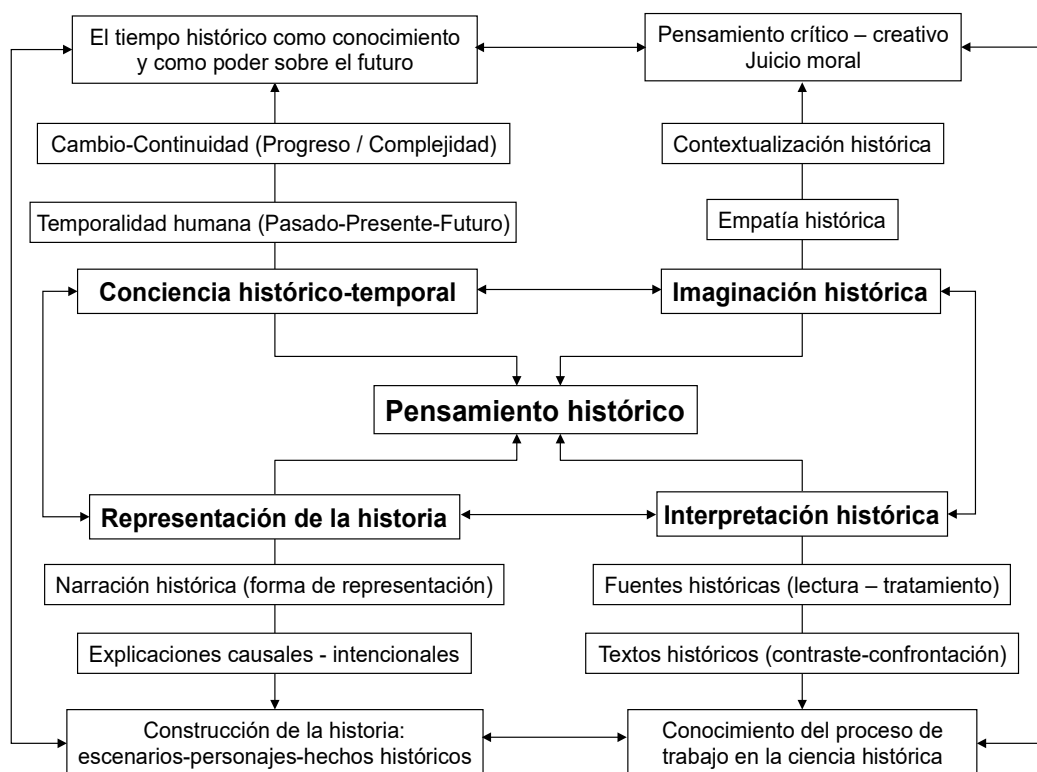 El tiempo histórico como conocimiento
y como poder sobre el futuro
Pensamiento crítico – creativo
Juicio moral
Cambio-Continuidad (Progreso / Complejidad)
Contextualización histórica
Temporalidad humana (Pasado-Presente-Futuro)
Empatía histórica
Conciencia histórico-temporal
Imaginación histórica
Pensamiento histórico
Representación de la historia
Interpretación histórica
Narración histórica (forma de representación)
Fuentes históricas (lectura – tratamiento)
Explicaciones causales - intencionales
Textos históricos (contraste-confrontación)
Construcción de la historia:
escenarios-personajes-hechos históricos
Conocimiento del proceso de
trabajo en la ciencia histórica